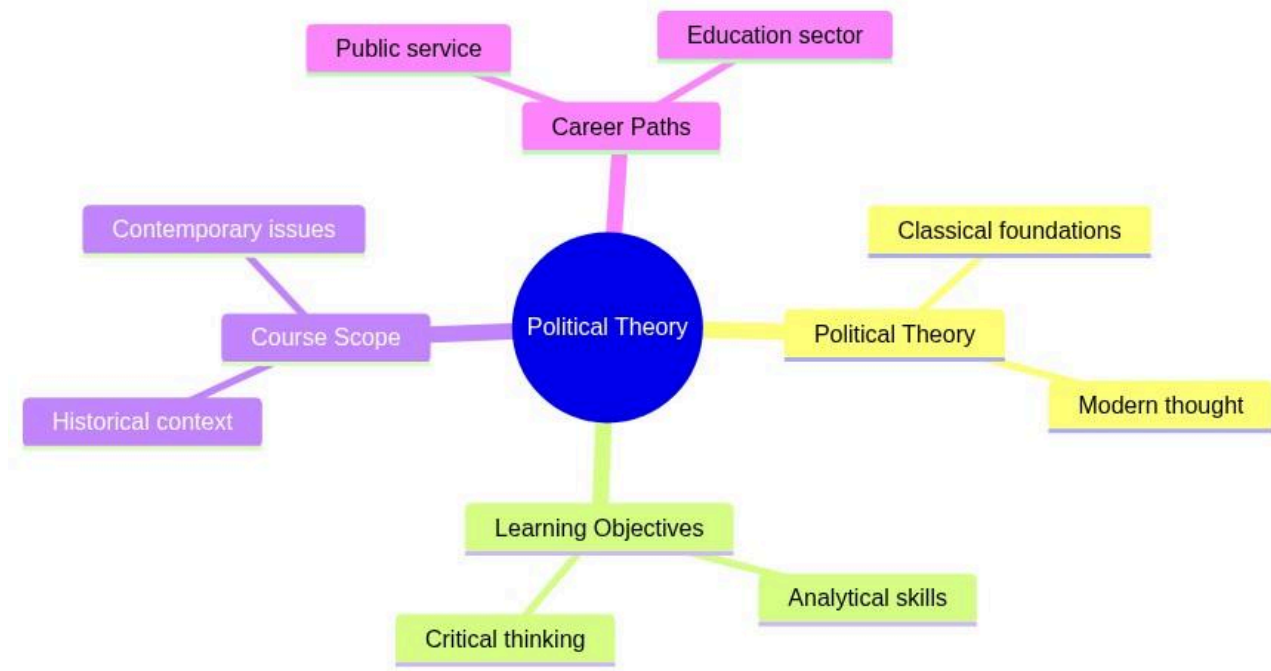 Public service
Education sector
Career Paths
Contemporary issues
Classical foundations
Course Scope
Political Theory
Political Theory
Historical context
Modern thought
Learning Objectives
Analytical skills
Critical thinking